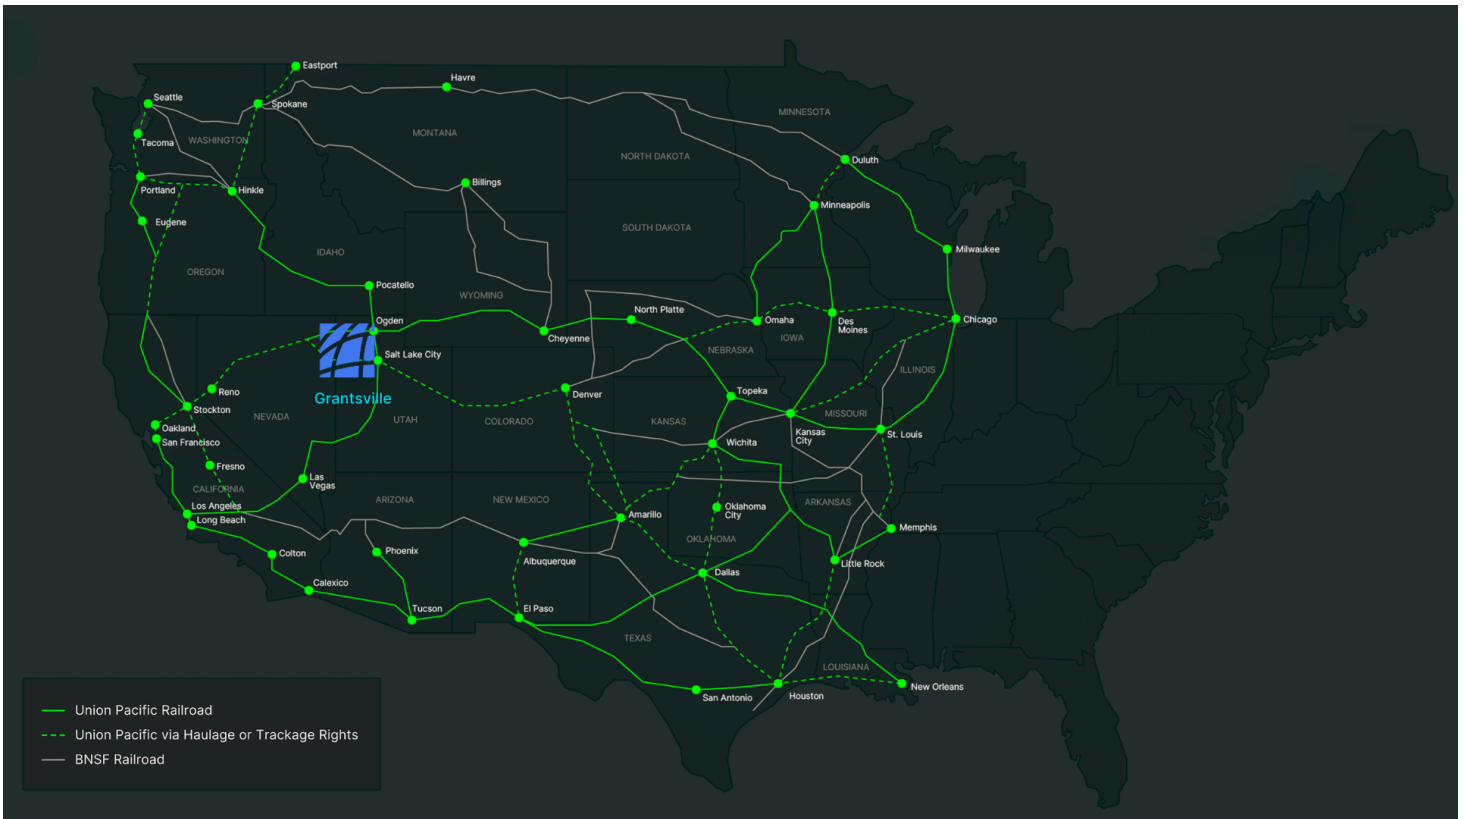 Eastport
Havre
Seattle
Spokane
MINNESOTA
Tacoma
WASHINGTON
MONTANA
NORTH DAKOTA
Duluth
Portland
Hinkle
Billings
Minneapolis
Eugene
SOUTH DAKOTA
IDAHO
Milwaukee
OREGON
Pocatello
WYOMING
North Platte
Ogden
Omaha
Des
Moines
Chicago
Cheyenne
IOWA
Salt Lake City
NEBRASKA
ILLINOIS
Reno
Grantsville
Denver
Topeka
Stockton
NEVADA
UTAH
COLORADO
KANSAS
MISSOURI
Oakland
San Francisco
Kansas
City
St. Louis
Wichita
Fresno
Las
Vegas
CALIFORNIA
ARIZONA
NEW MEXICO
ARKANSAS
Los Angeles
Long Beach
Amarillo
Oklahoma
City
Memphis
OKLAHOMA
Colton
Phoenix
Albuquerque
Little Rock
Calexico
Dallas
Tucson
El Paso
TEXAS
LOUISIANA
San Antonio
Houston
New Orleans
Union Pacific Railroad
Union Pacific via Haulage or Trackage Rights
BNSF Railroad